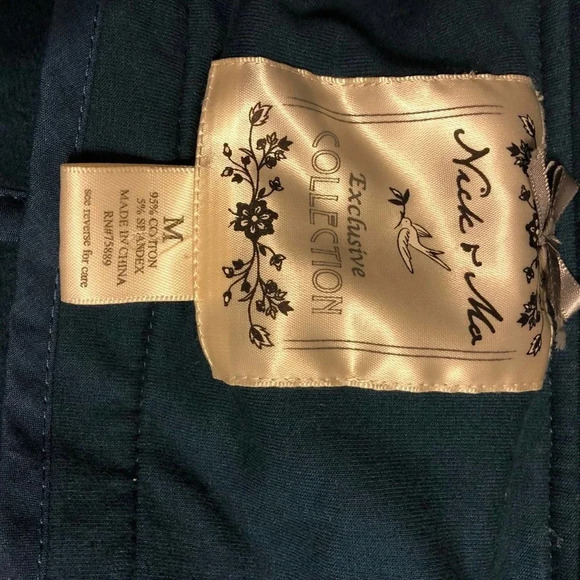 Nick & Mo
Exclusive
COLLECTION
M
95% COTTON
5% SPANDEX
MADE IN CHINA
RN#75889
see reverse for care